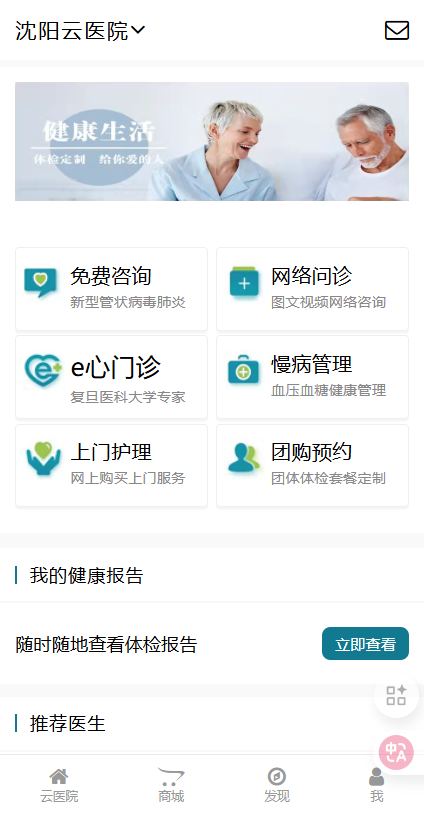 沈阳云医院
健康生活
体检定制 给你爱的人
免费咨询
新型管状病毒肺炎
网络问诊
图文视频网络咨询
e心门诊
复旦医科大学专家
慢病管理
血压血糖健康管理
上门护理
网上购买上门服务
团购预约
团体体检套餐定制
我的健康报告
随时随地查看体检报告
立即查看
推荐医生
云医院
商城
发现
我